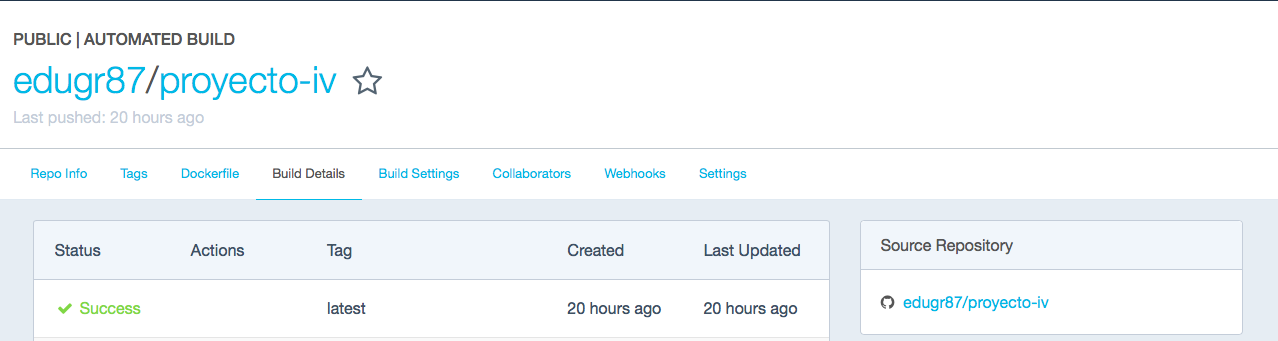 PUBLIC | AUTOMATED BUILD
edugr87/proyecto-iv
Last pushed: 20 hours ago
Repo Info Tags Dockerfile Build Details Build Settings Collaborators Webhooks Settings
Status Actions Tag Created Last Updated
Success latest 20 hours ago 20 hours ago
Source Repository
edugr87/proyecto-iv